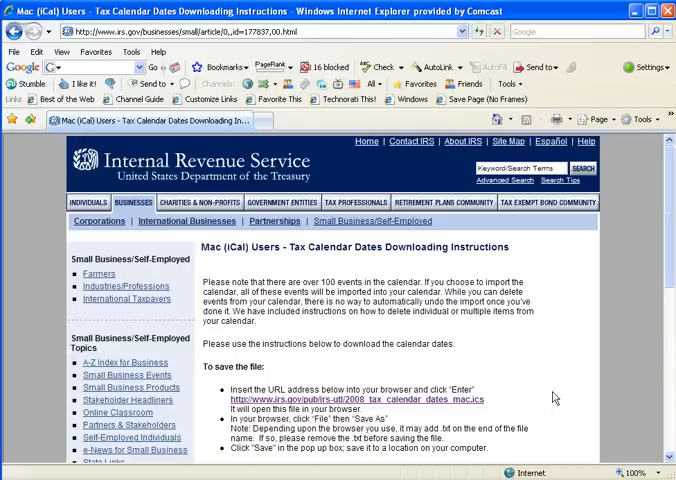 Mac (iCal) Users - Tax Calendar Dates Downloading Instructions - Windows Internet Explorer provided by Comcast
http://www.irs.gov/businesses/small/article/0,,id=177837,00.html
Google
File Edit View Favorites Tools Help
Google Go Bookmarks PageRank 16 blocked Check AutoLink AutoFill Send to Settings
Stumble I like it! Send to Channels: All Favorites Friends Tools
Links Best of the Web Channel Guide Customize Links Favorite This Technorati This! Windows Save Page (No Frames)
Mac (iCal) Users - Tax Calendar Dates Downloading In... Page Tools
Home | Contact IRS | About IRS | Site Map | Español | Help
Internal Revenue Service
United States Department of the Treasury
Keyword/Search Terms SEARCH
Advanced Search Search Tips
INDIVIDUALS BUSINESSES CHARITIES & NON-PROFITS GOVERNMENT ENTITIES TAX PROFESSIONALS RETIREMENT PLANS COMMUNITY TAX EXEMPT BOND COMMUNITY
Corporations | International Businesses | Partnerships | Small Business/Self-Employed
Mac (iCal) Users - Tax Calendar Dates Downloading Instructions
Small Business/Self-Employed
Farmers
Industries/Professions
International Taxpayers
Small Business/Self-Employed
Topics
A-Z Index for Business
Small Business Events
Small Business Products
Stakeholder Headliners
Online Classroom
Partners & Stakeholders
Self-Employed Individuals
e-News for Small Business
State Links
Please note that there are over 100 events in the calendar. If you choose to import the
calendar, all of these events will be imported into your calendar. While you can delete
events from your calendar, there is no way to automatically undo the import once you've
done it. We have included instructions on how to delete individual or multiple items from
your calendar.
Please use the instructions below to download the calendar dates.
To save the file:
Insert the URL address below into your browser and click "Enter"
http://www.irs.gov/pub/irs-utl/2008_tax_calendar_dates_mac.ics
It will open this file in your browser.
In your browser, click "File" then "Save As"
Note: Depending upon the browser you use, it may add .txt on the end of the file
name. If so, please remove the .txt before saving the file.
Click "Save" in the pop up box; save it to a location on your computer.
Internet 100%